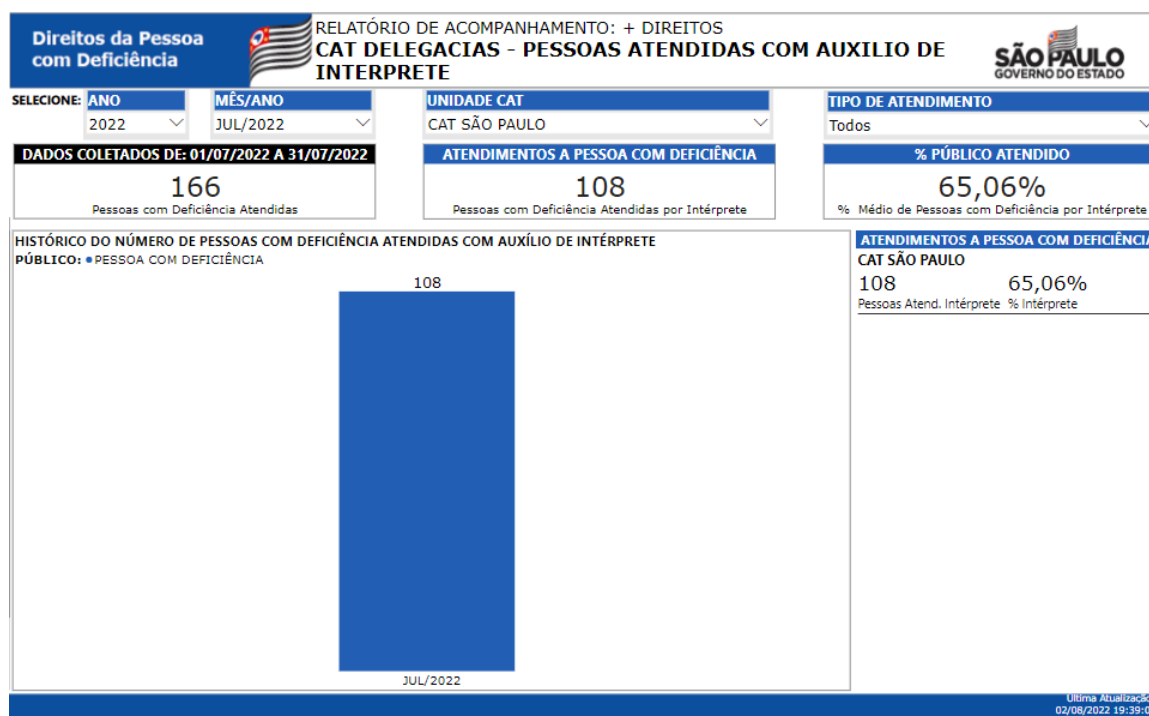 Direitos da Pessoa
com Deficiência
RELATÓRIO DE ACOMPANHAMENTO: + DIREITOS
CAT DELEGACIAS - PESSOAS ATENDIDAS COM AUXILIO DE
INTERPRETE
SÃO PAULO
GOVERNO DO ESTADO
SELECIONE: ANO MÊS/ANO UNIDADE CAT TIPO DE ATENDIMENTO
2022 JUL/2022 CAT SÃO PAULO Todos
DADOS COLETADOS DE: 01/07/2022 A 31/07/2022
166
Pessoas com Deficiência Atendidas
ATENDIMENTOS A PESSOA COM DEFICIÊNCIA
108
Pessoas com Deficiência Atendidas por Intérprete
% PÚBLICO ATENDIDO
65,06%
% Médio de Pessoas com Deficiência por Intérprete
HISTÓRICO DO NÚMERO DE PESSOAS COM DEFICIÊNCIA ATENDIDAS COM AUXÍLIO DE INTÉRPRETE
PÚBLICO: PESSOA COM DEFICIÊNCIA
108
JUL/2022
ATENDIMENTOS A PESSOA COM DEFICIÊNCIA
CAT SÃO PAULO
108 65,06%
Pessoas Atend. Intérprete % Intérprete
Última Atualização
02/08/2022 19:39:0